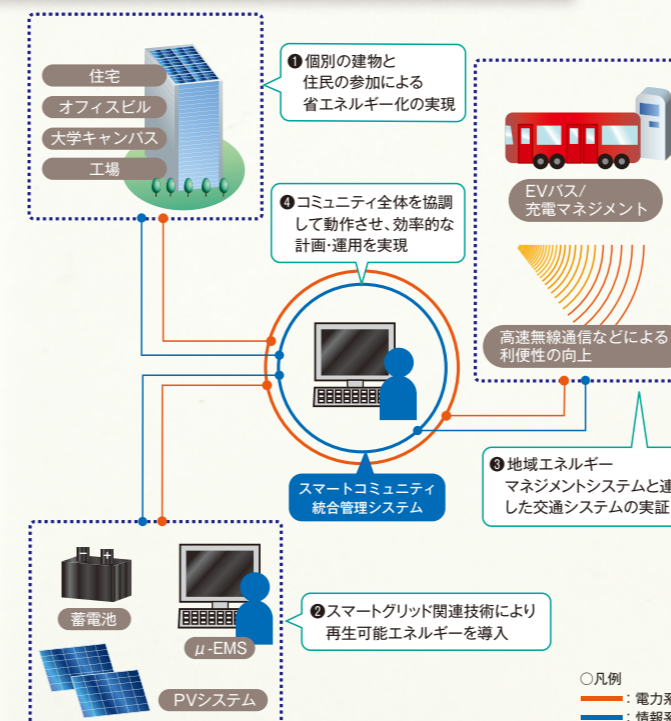 住宅
オフィスビル
大学キャンパス
工場
❶個別の建物と
住民の参加による
省エネルギー化の実現
EVバス/
充電マネジメント
❹コミュニティ全体を協調
して動作させ、効率的な
計画・運用を実現
高速無線通信などによる
利便性の向上
スマートコミュニティ
統合管理システム
❸地域エネルギー
マネジメントシステムと連
した交通システムの実証
蓄電池
μ-EMS
PVシステム
❷スマートグリッド関連技術により
再生可能エネルギーを導入
○凡例
：電力系
：情報系